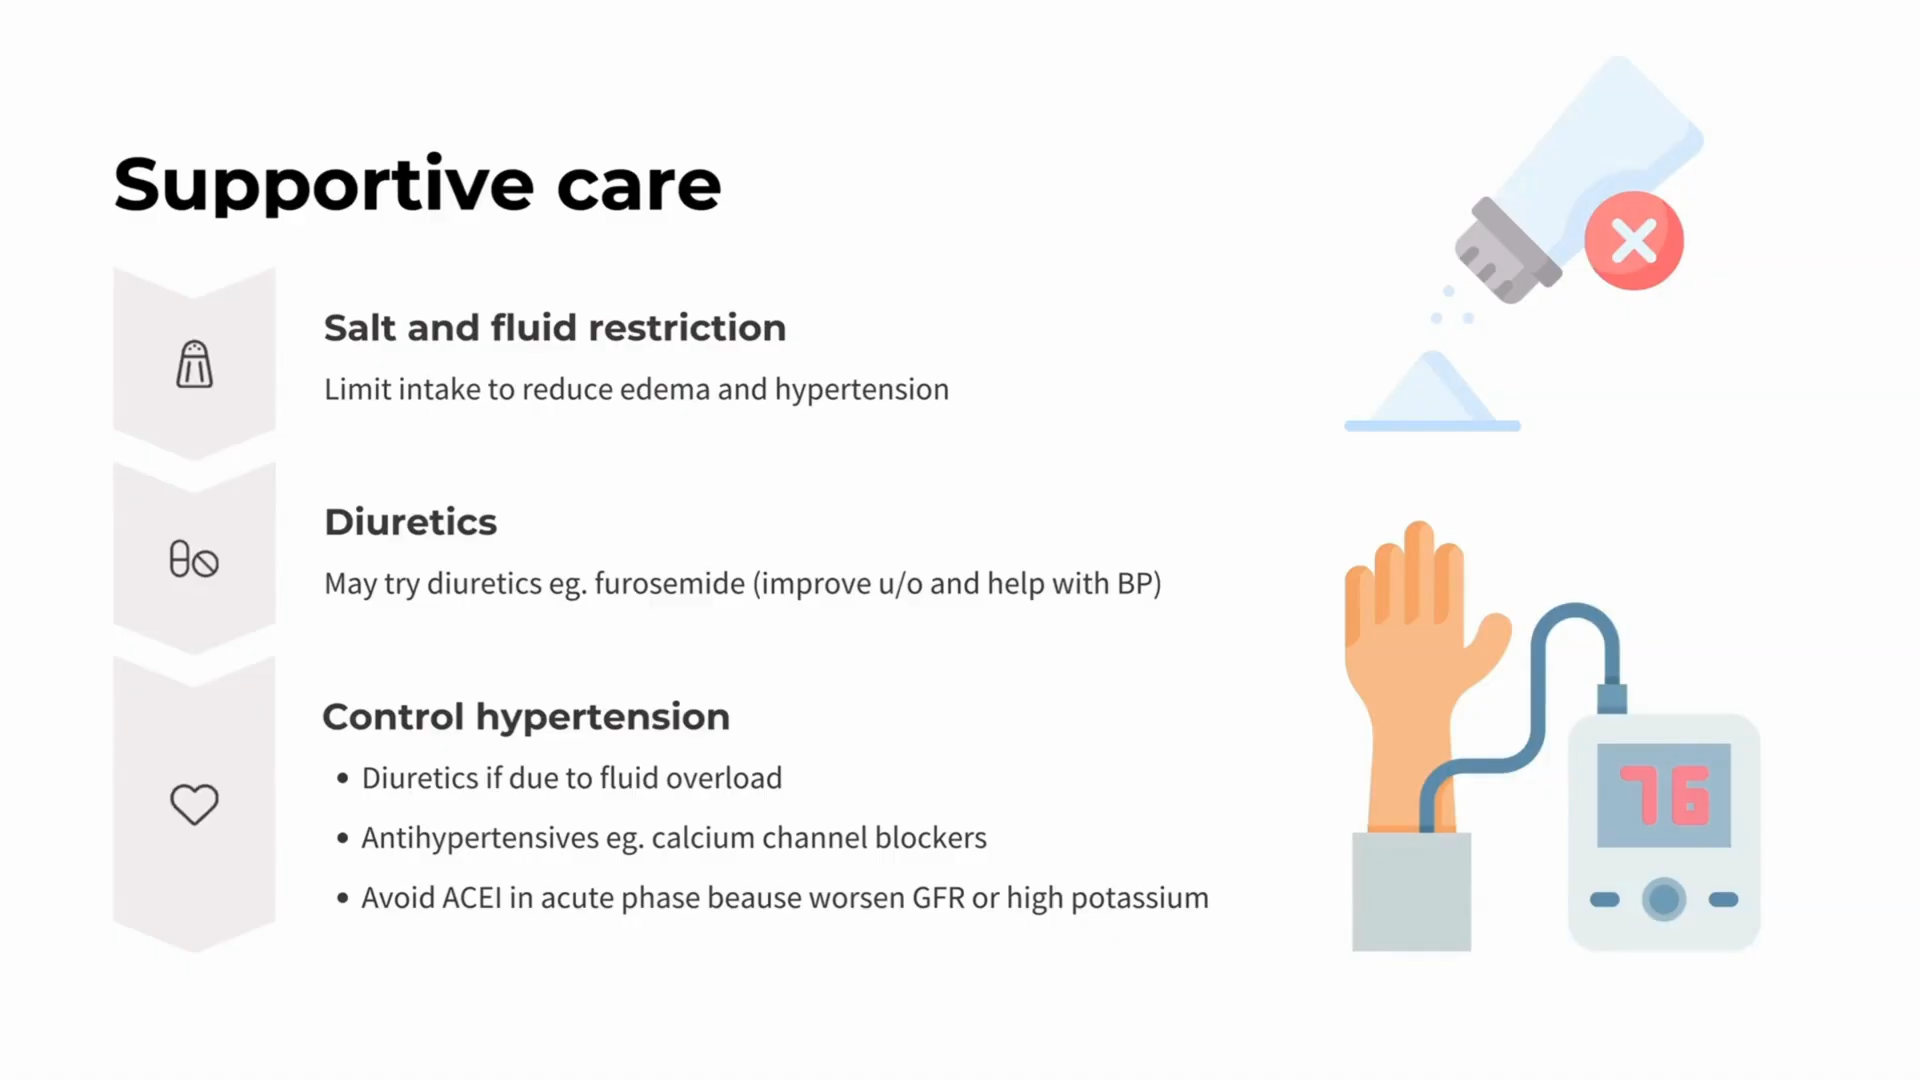 Supportive care
Salt and fluid restriction
Limit intake to reduce edema and hypertension
Diuretics
May try diuretics eg. furosemide (improve u/o and help with BP)
Control hypertension
• Diuretics if due to fluid overload
• Antihypertensives eg. calcium channel blockers
• Avoid ACEI in acute phase beause worsen GFR or high potassium
76